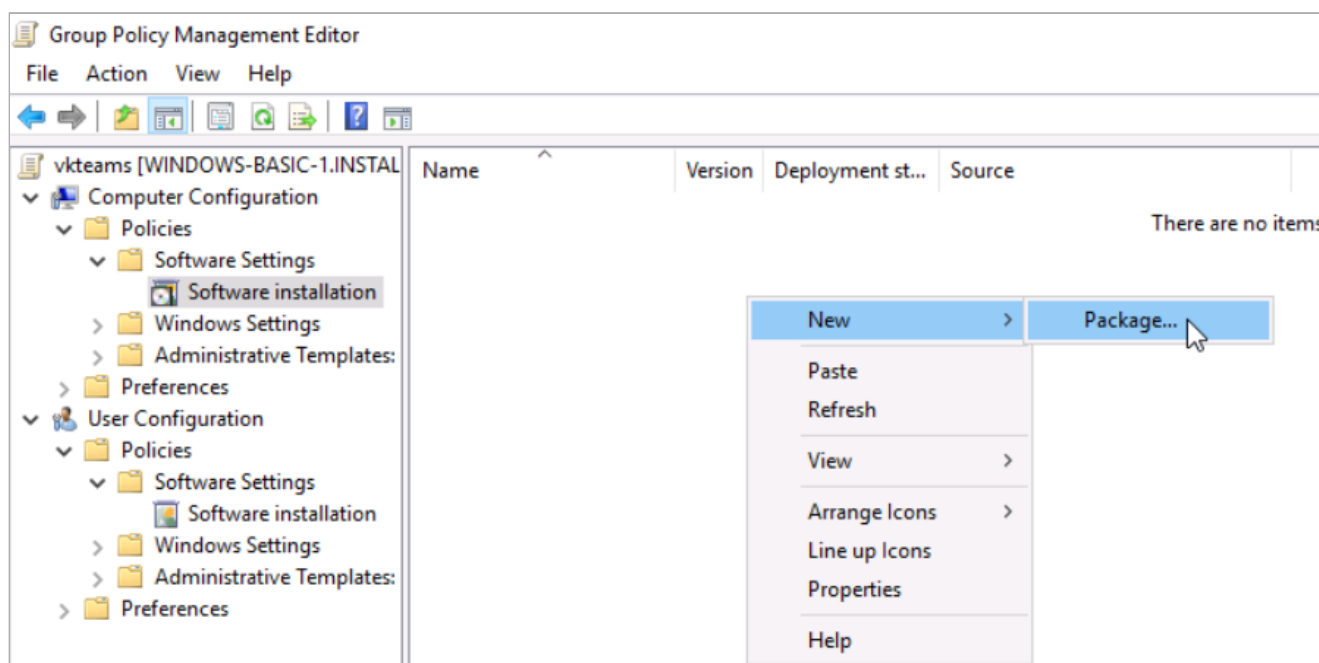 Group Policy Management Editor
File Action View Help
vkteams [WINDOWS-BASIC-1.INSTAL
Computer Configuration
Policies
Software Settings
Software installation
Windows Settings
Administrative Templates:
Preferences
User Configuration
Policies
Software Settings
Software installation
Windows Settings
Administrative Templates:
Preferences
Name Version Deployment st... Source
There are no items
New
Package...
Paste
Refresh
View
Arrange Icons
Line up Icons
Properties
Help